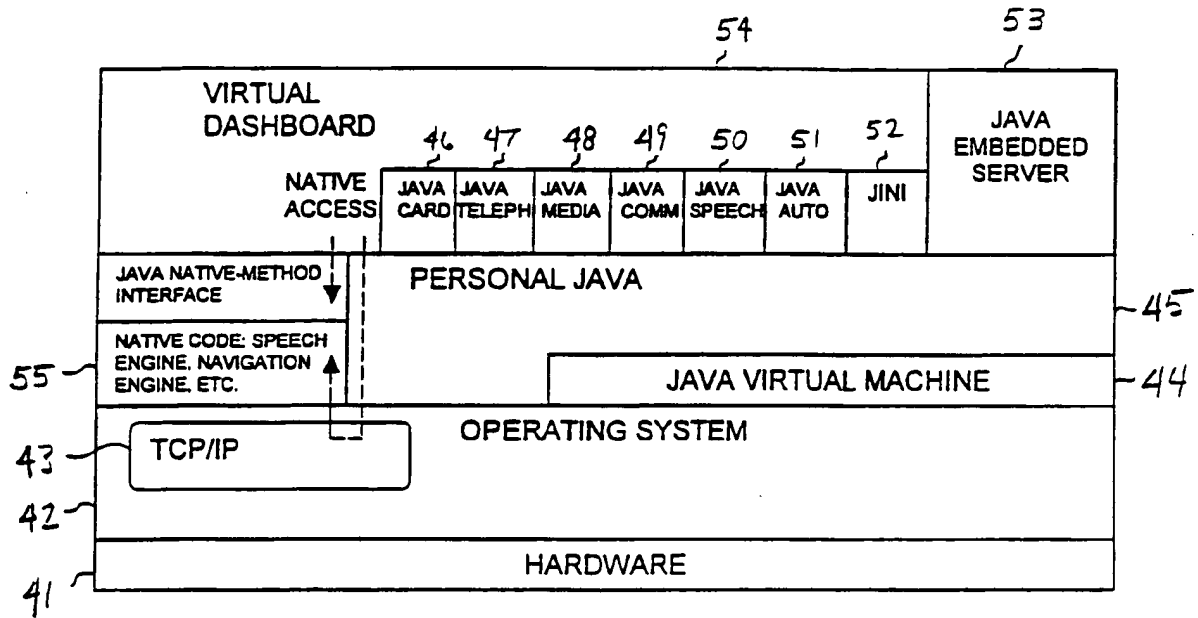 54
53
VIRTUAL
DASHBOARD
46
47
48
49
50
51
52
JAVA
EMBEDDED
SERVER
NATIVE
ACCESS
JAVA
CARD
JAVA
TELEPH
JAVA
MEDIA
JAVA
COMM
JAVA
SPEECH
JAVA
AUTO
JINI
JAVA NATIVE-METHOD
INTERFACE
PERSONAL JAVA
45
NATIVE CODE: SPEECH
ENGINE, NAVIGATION
ENGINE, ETC.
55
JAVA VIRTUAL MACHINE
44
OPERATING SYSTEM
43
TCP/IP
42
HARDWARE
41